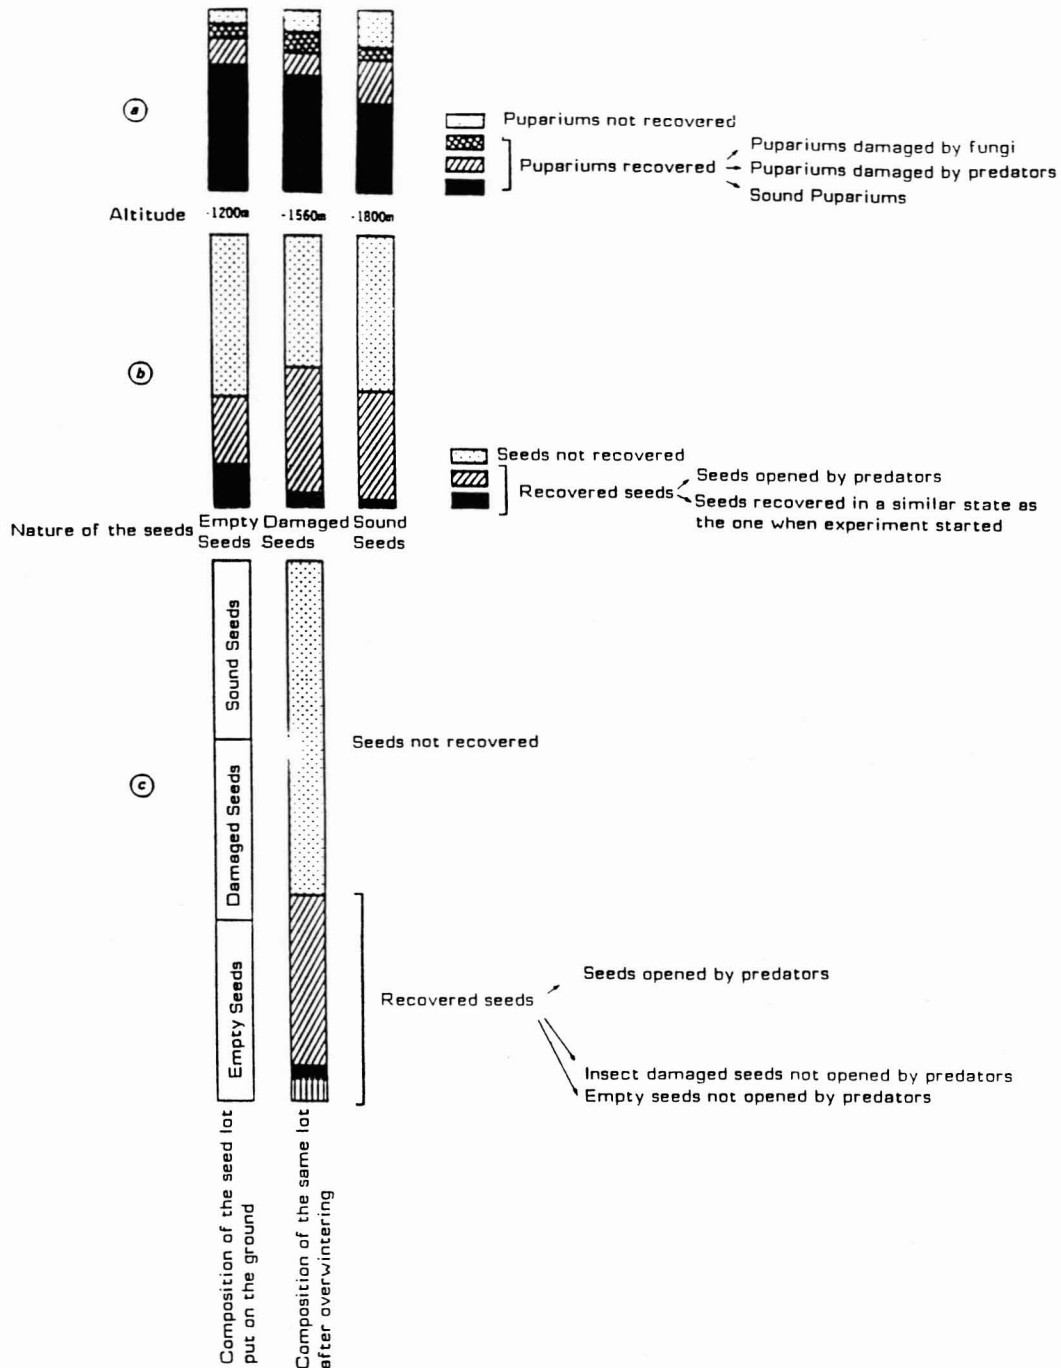 a
Pupariums not recovered
Pupariums recovered
Pupariums damaged by fungi
Pupariums damaged by predators
Sound Pupariums
Altitude -1200m -1560m -1800m
b
Seeds not recovered
Recovered seeds
Seeds opened by predators
Seeds recovered in a similar state as
the one when experiment started
Nature of the seeds
Empty
Seeds
Damaged
Seeds
Sound
Seeds
c
Sound Seeds
Damaged Seeds
Empty Seeds
Seeds not recovered
Recovered seeds
Seeds opened by predators
Insect damaged seeds not opened by predators
Empty seeds not opened by predators
Composition of the seed lot
put on the ground
Composition of the same lot
after overwintering